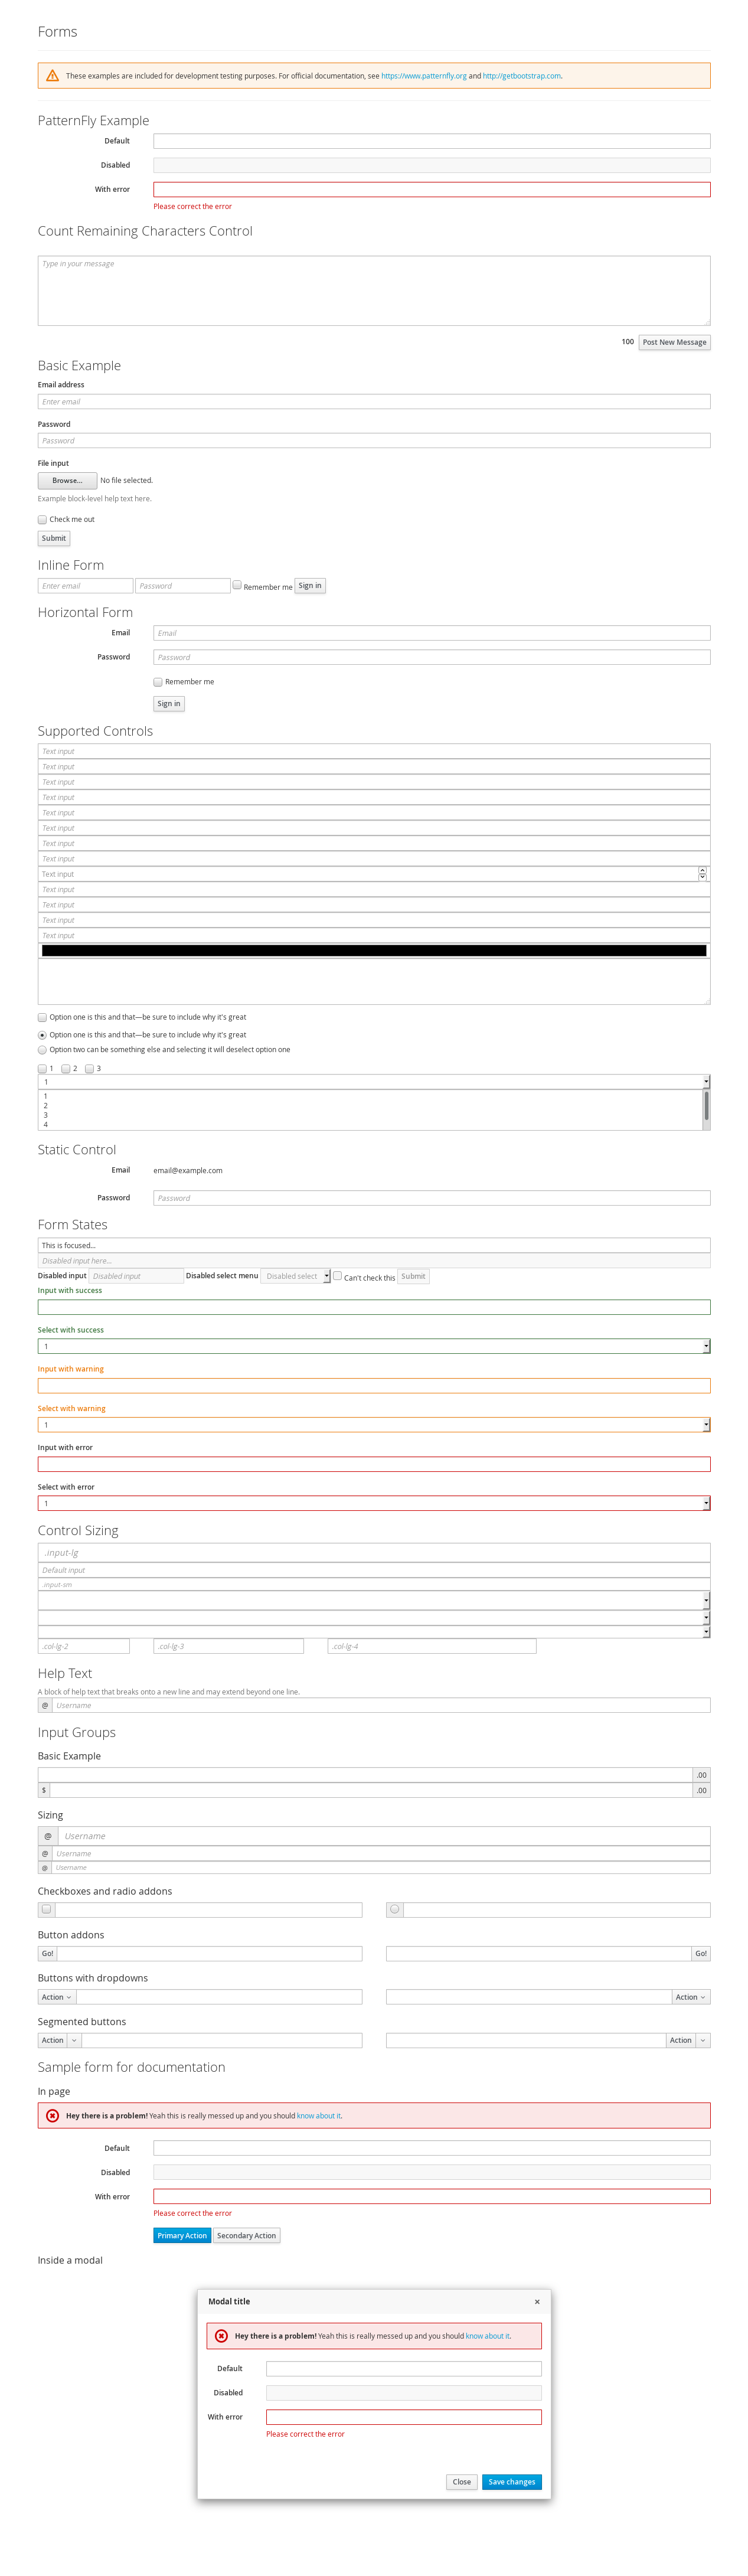 Forms
These examples are included for development testing purposes. For official documentation, see https://www.patternfly.org and http://getbootstrap.com.
PatternFly Example
Default
Disabled
With error
Please correct the error
Count Remaining Characters Control
Type in your message
100 Post New Message
Basic Example
Email address
Enter email
Password
Password
File input
Browse... No file selected.
Example block-level help text here.
Check me out
Submit
Inline Form
Enter email Password Remember me Sign in
Horizontal Form
Email Email
Password Password
Remember me
Sign in
Supported Controls
Text input
Text input
Text input
Text input
Text input
Text input
Text input
Text input
Text input
Text input
Text input
Text input
Text input
Option one is this and that—be sure to include why it's great
Option one is this and that—be sure to include why it's great
Option two can be something else and selecting it will deselect option one
1 2 3
1
1
2
3
4
Static Control
Email email@example.com
Password Password
Form States
This is focused...
Disabled input here...
Disabled input Disabled input Disabled select menu Disabled select Can't check this Submit
Input with success
Select with success
1
Input with warning
Select with warning
1
Input with error
Select with error
1
Control Sizing
.input-lg
Default input
.input-sm
.col-lg-2 .col-lg-3 .col-lg-4
Help Text
A block of help text that breaks onto a new line and may extend beyond one line.
@ Username
Input Groups
Basic Example
.00
$ .00
Sizing
@ Username
@ Username
@ Username
Checkboxes and radio addons
Button addons
Go! Go!
Buttons with dropdowns
Action Action
Segmented buttons
Action Action
Sample form for documentation
In page
Hey there is a problem! Yeah this is really messed up and you should know about it.
Default
Disabled
With error
Please correct the error
Primary Action Secondary Action
Inside a modal
Modal title ×
Hey there is a problem! Yeah this is really messed up and you should know about it.
Default
Disabled
With error
Please correct the error
Close Save changes